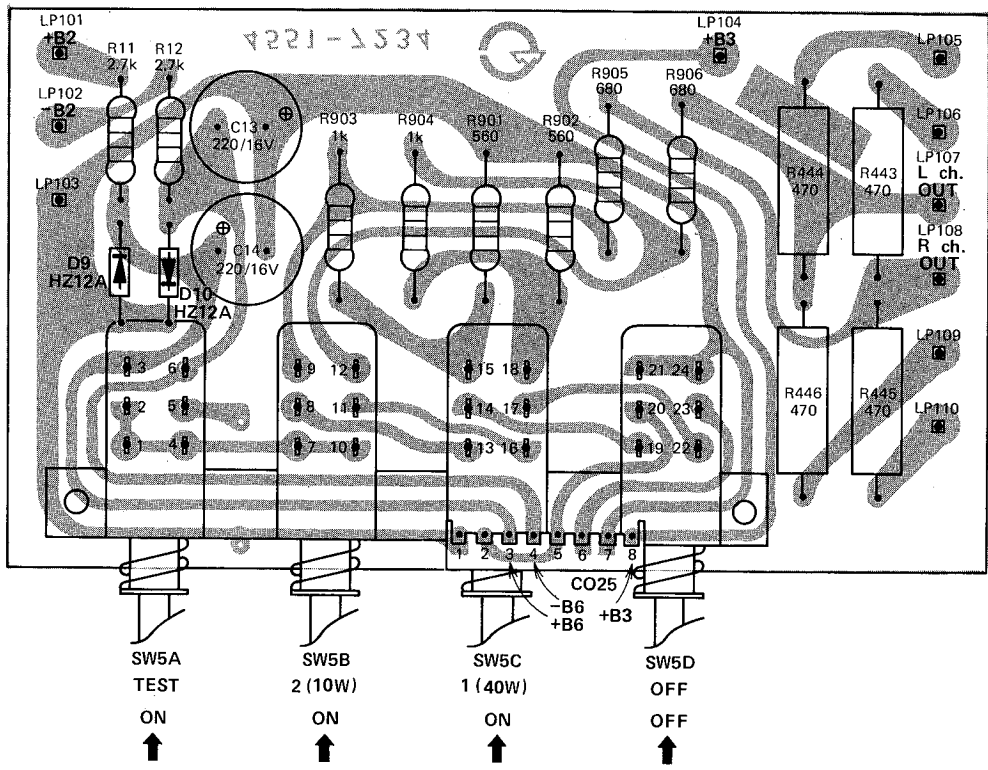 LP101
+B2
R11
2.7k
R12
2.7k
4551-7234
LP104
+B3
LP105
LP102
-B2
C13
220/16V
R903
1k
R904
1k
R901
560
R902
560
R905
680
R906
680
LP106
LP103
R444
470
R443
470
LP107
L ch.
OUT
LP108
R ch.
OUT
D9
HZ12A
D10
HZ12A
C14
220/16V
LP109
3 6 9 12 15 18 21 24
2 5 8 11 14 17 20 23
1 4 7 10 13 16 19 22
R446
470
R445
470
LP110
1 2 3 4 5 6 7 8
CO25
-B6
+B6
+B3
SW5A
TEST
ON
SW5B
2 (10W)
ON
SW5C
1 (40W)
ON
SW5D
OFF
OFF